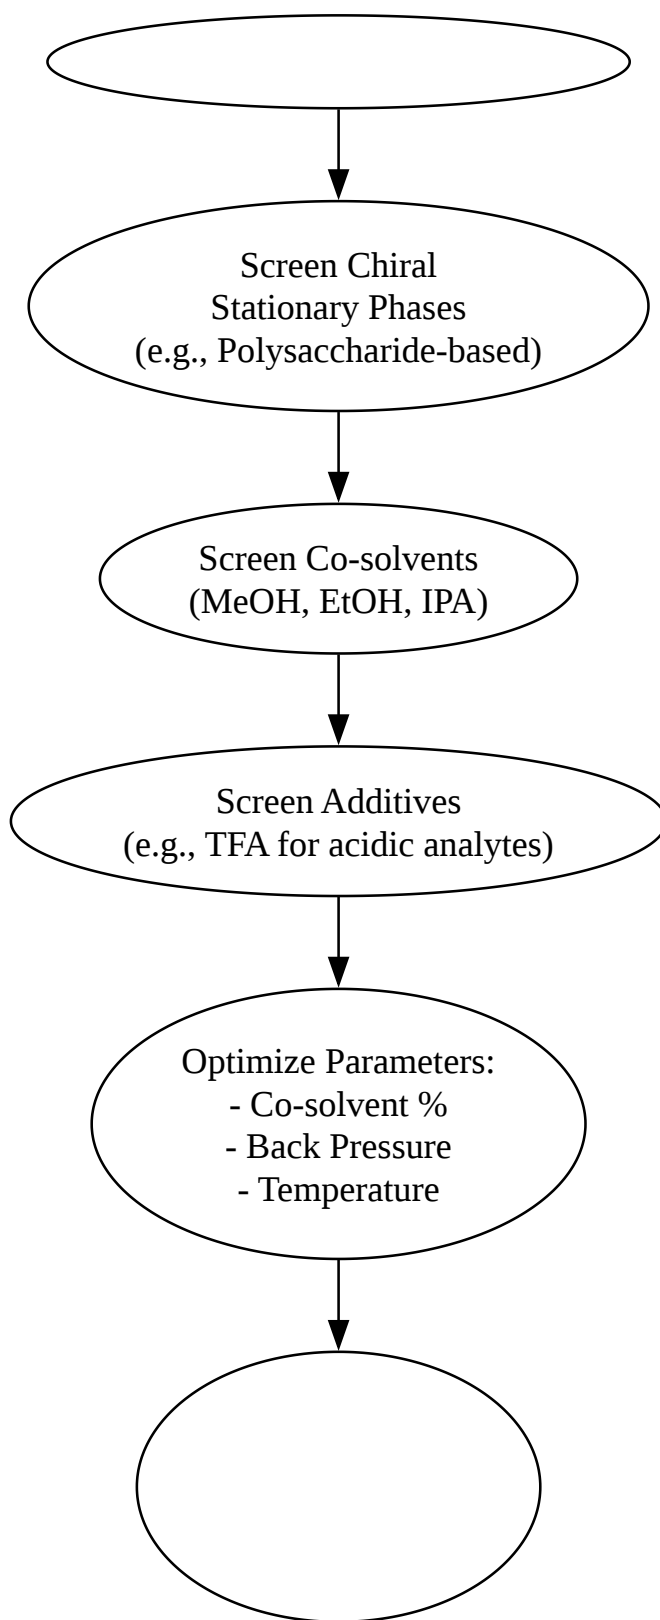 Screen Chiral
Stationary Phases
(e.g., Polysaccharide-based)
Screen Co-solvents
(MeOH, EtOH, IPA)
Screen Additives
(e.g., TFA for acidic analytes)
Optimize Parameters:
- Co-solvent %
- Back Pressure
- Temperature